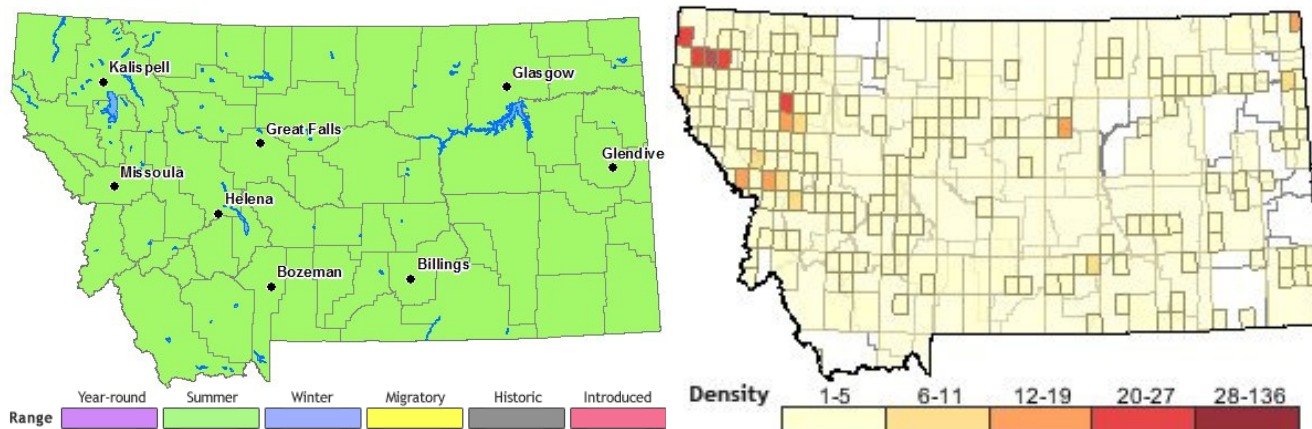 Kalispell
Glasgow
Great Falls
Glendive
Missoula
Helena
Bozeman
Billings
Year-round Summer Winter Migratory Historic Introduced
Range
Density 1-5 6-11 12-19 20-27 28-136